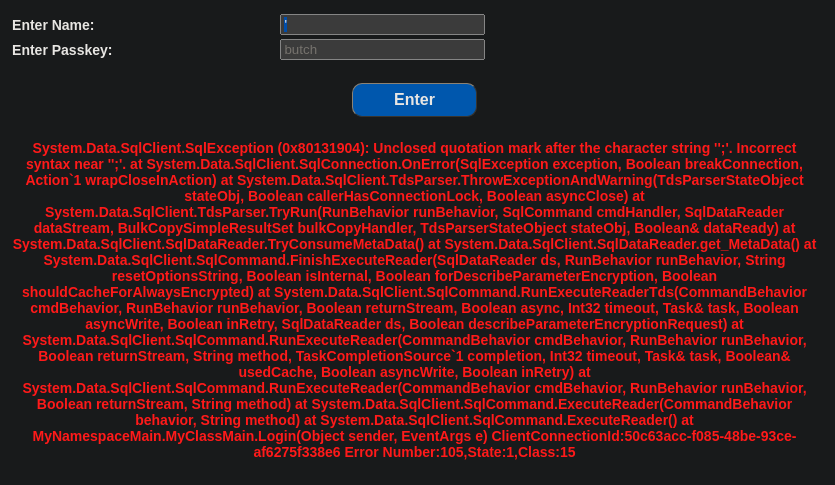 Enter Name: '
Enter Passkey: butch
Enter
System.Data.SqlClient.SqlException (0x80131904): Unclosed quotation mark after the character string '';'. Incorrect
syntax near '';'. at System.Data.SqlClient.SqlConnection.OnError(SqlException exception, Boolean breakConnection,
Action`1 wrapCloseInAction) at System.Data.SqlClient.TdsParser.ThrowExceptionAndWarning(TdsParserStateObject
stateObj, Boolean callerHasConnectionLock, Boolean asyncClose) at
System.Data.SqlClient.TdsParser.TryRun(RunBehavior runBehavior, SqlCommand cmdHandler, SqlDataReader
dataStream, BulkCopySimpleResultSet bulkCopyHandler, TdsParserStateObject stateObj, Boolean& dataReady) at
System.Data.SqlClient.SqlDataReader.TryConsumeMetaData() at System.Data.SqlClient.SqlDataReader.get_MetaData() at
System.Data.SqlClient.SqlCommand.FinishExecuteReader(SqlDataReader ds, RunBehavior runBehavior, String
resetOptionsString, Boolean isInternal, Boolean forDescribeParameterEncryption, Boolean
shouldCacheForAlwaysEncrypted) at System.Data.SqlClient.SqlCommand.RunExecuteReaderTds(CommandBehavior
cmdBehavior, RunBehavior runBehavior, Boolean returnStream, Boolean async, Int32 timeout, Task& task, Boolean
asyncWrite, Boolean inRetry, SqlDataReader ds, Boolean describeParameterEncryptionRequest) at
System.Data.SqlClient.SqlCommand.RunExecuteReader(CommandBehavior cmdBehavior, RunBehavior runBehavior,
Boolean returnStream, String method, TaskCompletionSource`1 completion, Int32 timeout, Task& task, Boolean&
usedCache, Boolean asyncWrite, Boolean inRetry) at
System.Data.SqlClient.SqlCommand.RunExecuteReader(CommandBehavior cmdBehavior, RunBehavior runBehavior,
Boolean returnStream, String method) at System.Data.SqlClient.SqlCommand.ExecuteReader(CommandBehavior
behavior, String method) at System.Data.SqlClient.SqlCommand.ExecuteReader() at
MyNamespaceMain.MyClassMain.Login(Object sender, EventArgs e) ClientConnectionId:50c63acc-f085-48be-93ce-
af6275f338e6 Error Number:105,State:1,Class:15